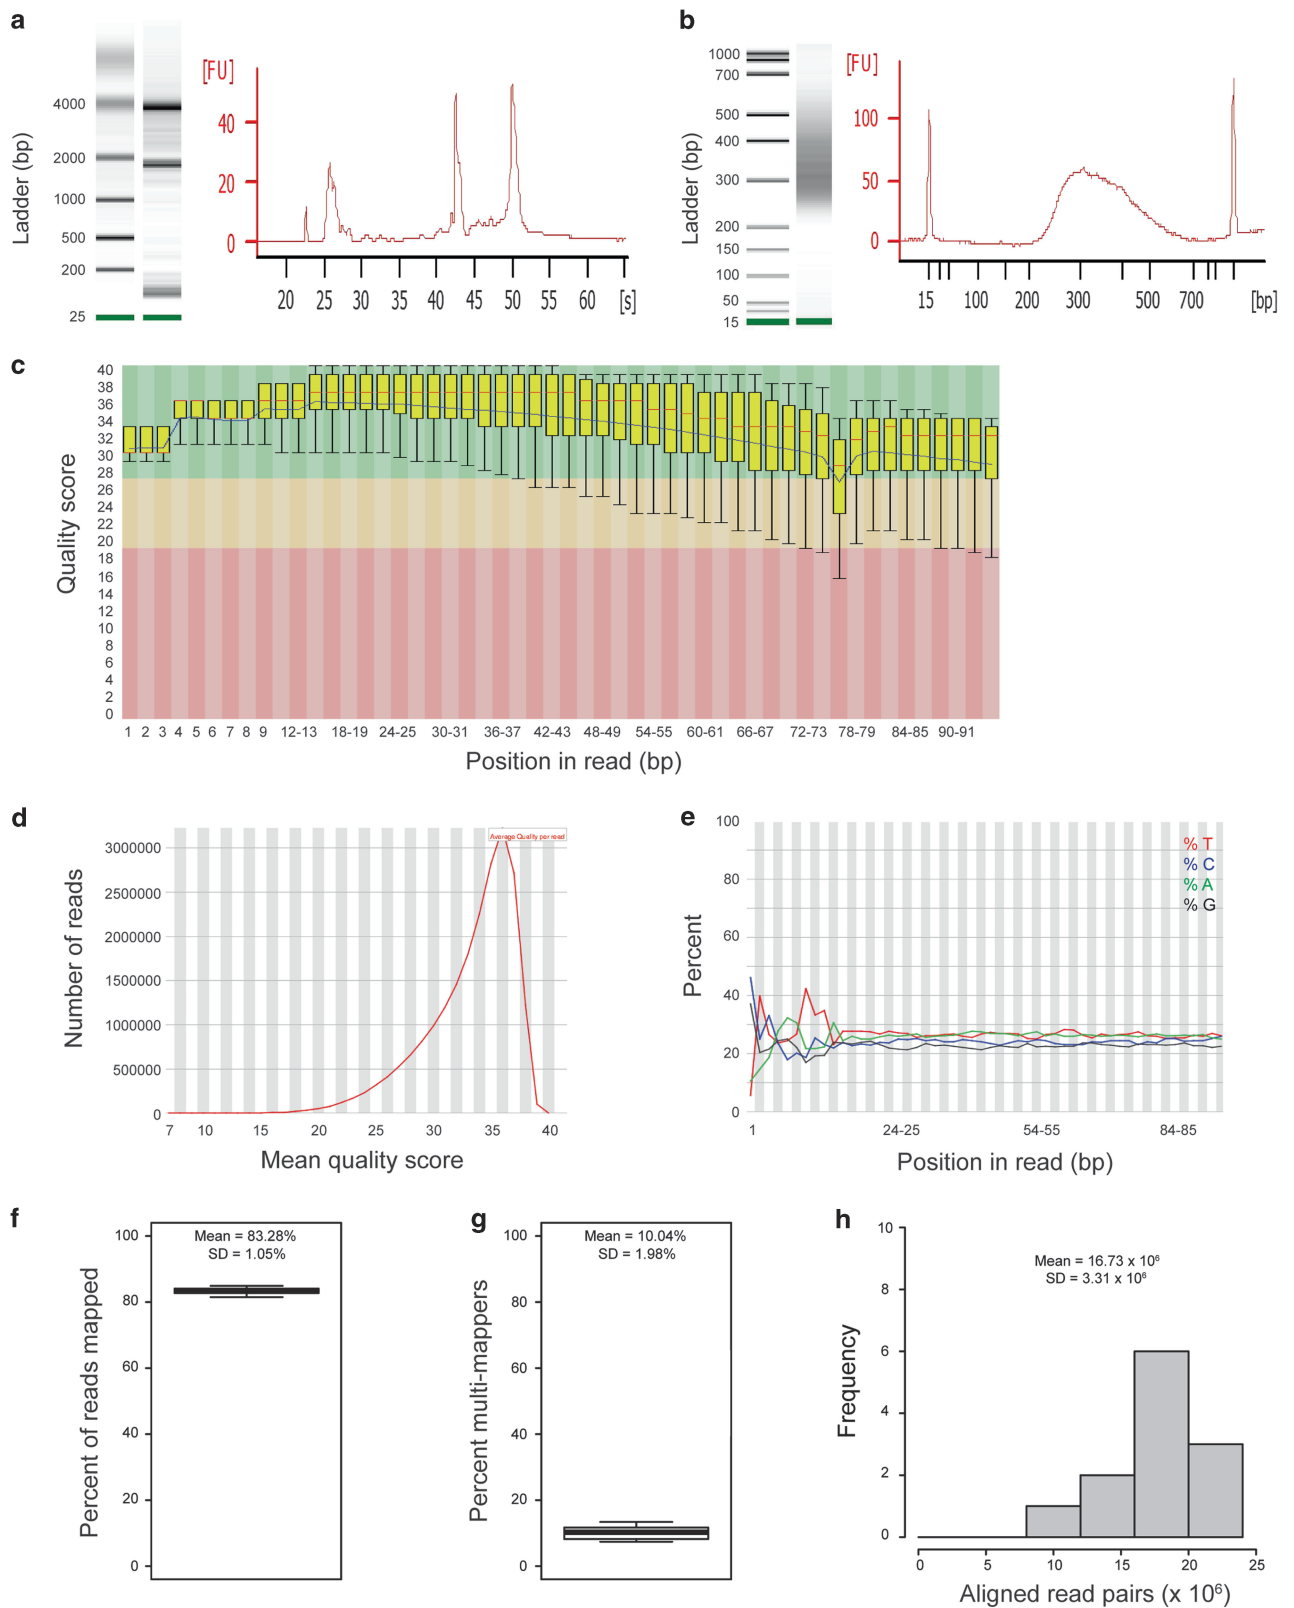 a
Ladder (bp)
4000
2000
1000
500
200
25
[FU]
40
20
0
20 25 30 35 40 45 50 55 60 [s]
b
Ladder (bp)
1000
700
500
400
300
200
150
100
50
15
[FU]
100
50
0
15 100 200 300 500 700 [bp]
c
Quality score
40
38
36
34
32
30
28
26
24
22
20
18
16
14
12
10
8
6
4
2
0
1 2 3 4 5 6 7 8 9 12-13 18-19 24-25 30-31 36-37 42-43 48-49 54-55 60-61 66-67 72-73 78-79 84-85 90-91
Position in read (bp)
d
Number of reads
Average Quality per read
3000000
2500000
2000000
1500000
1000000
500000
0
7 10 15 20 25 30 35 40
Mean quality score
e
Percent
100
80
60
40
20
0
% T
% C
% A
% G
1 24-25 54-55 84-85
Position in read (bp)
f
Percent of reads mapped
100
80
60
40
20
0
Mean = 83.28%
SD = 1.05%
g
Percent multi-mappers
100
80
60
40
20
0
Mean = 10.04%
SD = 1.98%
h
Frequency
10
8
6
4
2
0
Mean = 16.73 x 10⁶
SD = 3.31 x 10⁶
0 5 10 15 20 25
Aligned read pairs (x 10⁶)